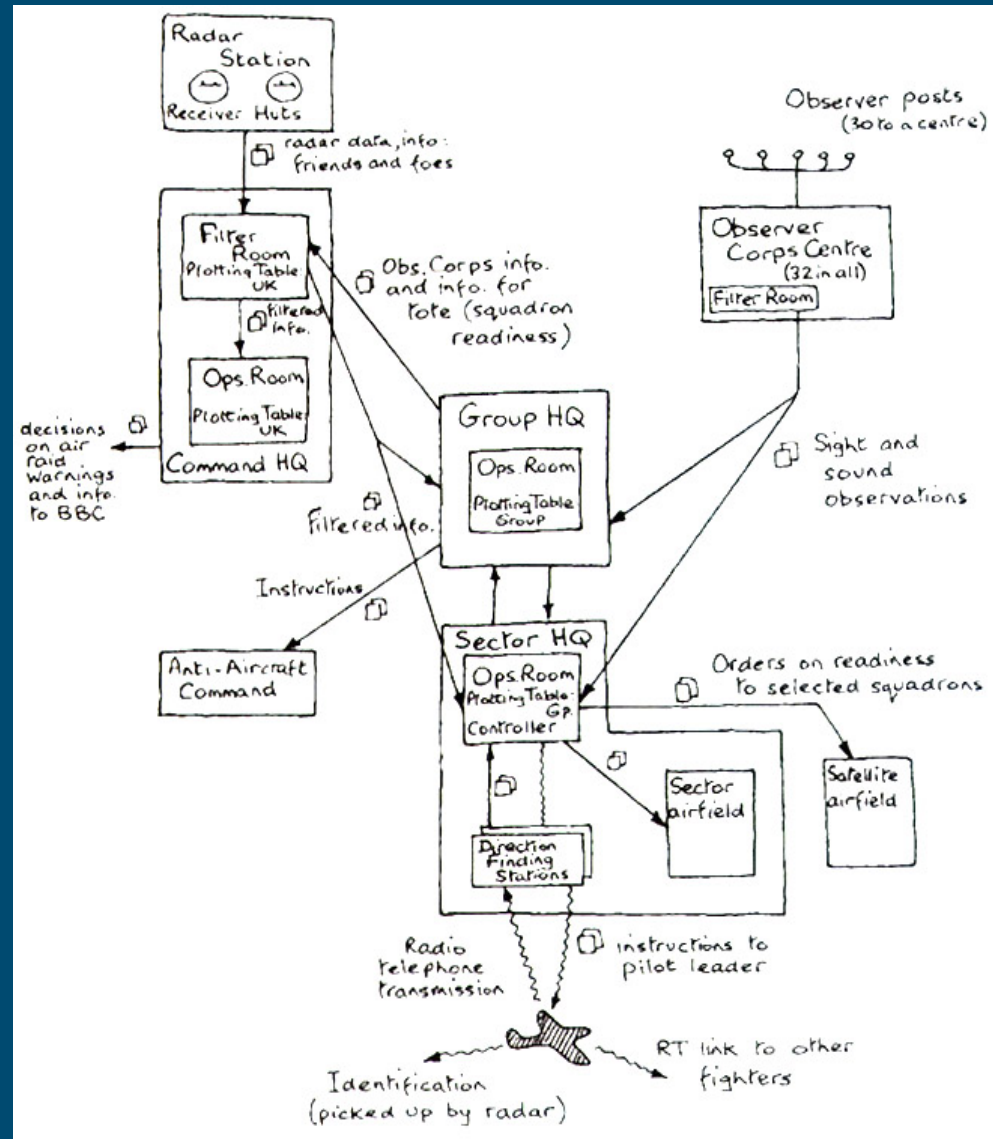 Radar
Station
Receiver Huts
radar data, info:
friends and foes
Observer posts
(30 to a centre)
Filter
Room
Plotting Table:
UK
Obs. Corps info.
and info. for
tote (squadron
readiness)
Observer
Corps Centre
(32 in all)
Filter Room
filtered
info.
Ops. Room
Plotting Table:
UK
Command HQ
decisions
on air
raid
warnings
and info.
to BBC
Group HQ
Ops. Room
Plotting Table:
Group
Sight and
sound
observations
Filtered info.
Instructions
Anti-Aircraft
Command
Sector HQ
Ops. Room
Plotting Table:
Gp.
Controller
Orders on readiness
to selected squadrons
Sector
airfield
Satellite
airfield
Direction
Finding
Stations
Radio
telephone
transmission
instructions to
pilot leader
RT link to other
fighters
Identification
(picked up by radar)